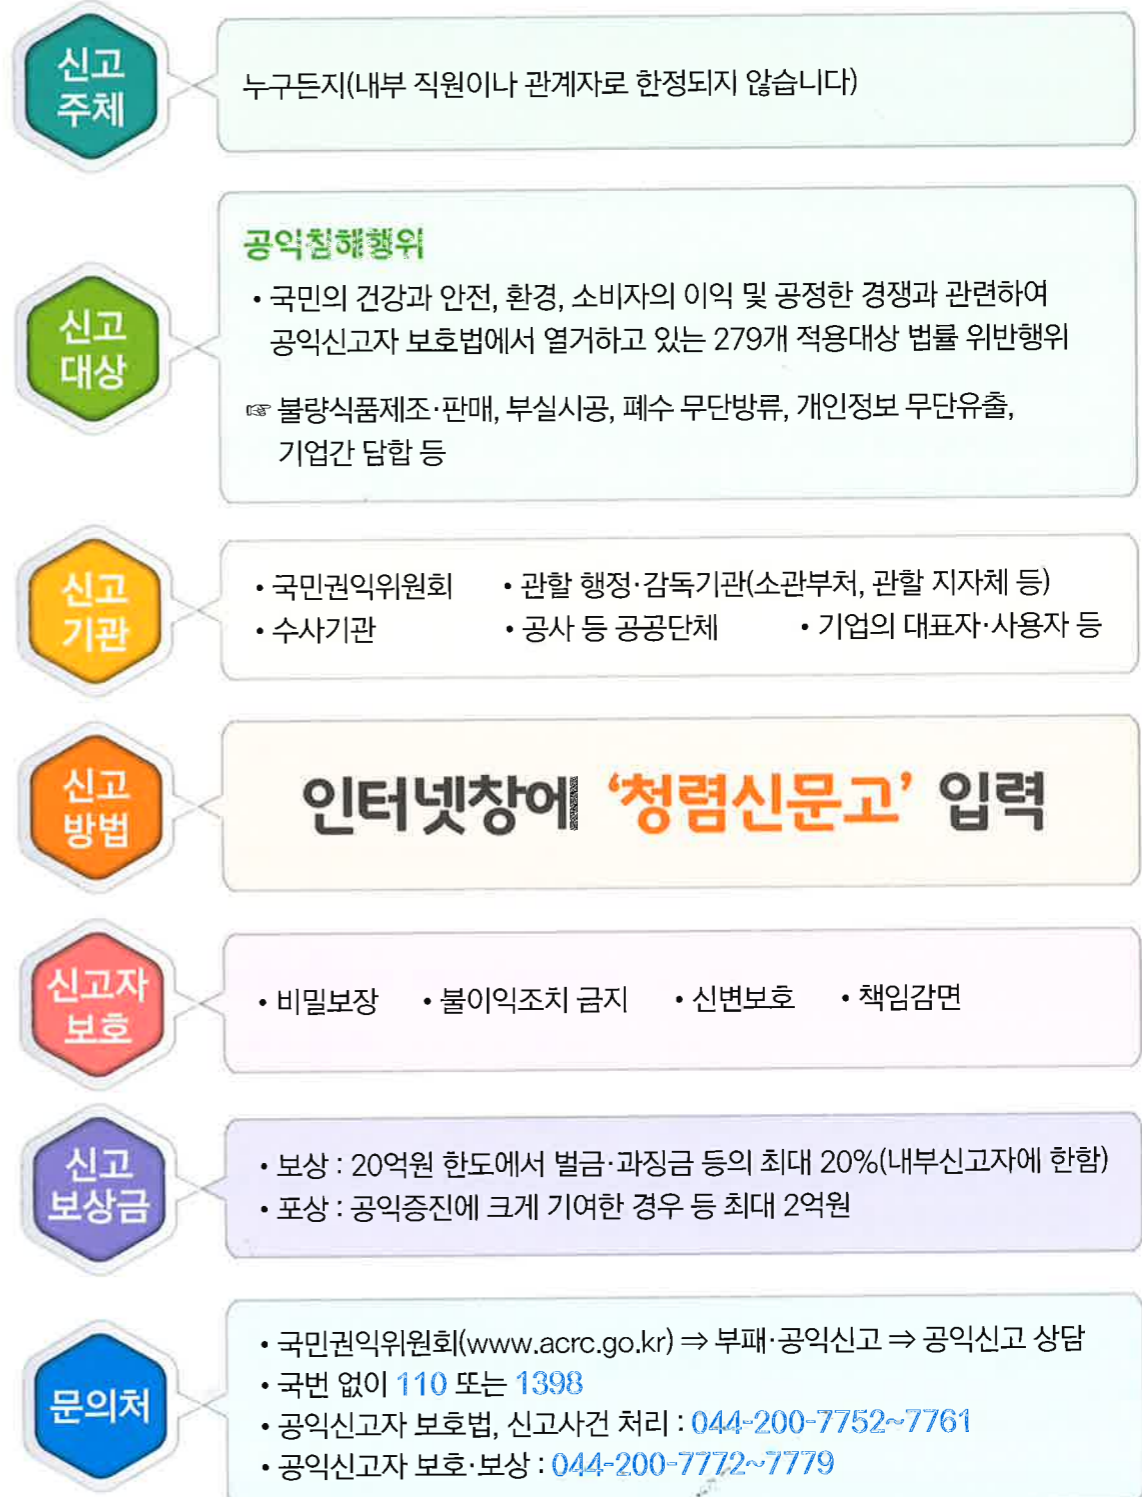 신고
주체
누구든지(내부 직원이나 관계자로 한정되지 않습니다)
신고
대상
공익침해행위
• 국민의 건강과 안전, 환경, 소비자의 이익 및 공정한 경쟁과 관련하여
공익신고자 보호법에서 열거하고 있는 279개 적용대상 법률 위반행위
☞ 불량식품제조·판매, 부실시공, 폐수 무단방류, 개인정보 무단유출,
기업간 담합 등
신고
기관
• 국민권익위원회 • 관할 행정·감독기관(소관부처, 관할 지자체 등)
• 수사기관 • 공사 등 공공단체 • 기업의 대표자·사용자 등
신고
방법
인터넷창에 ‘청렴신문고’ 입력
신고자
보호
• 비밀보장 • 불이익조치 금지 • 신변보호 • 책임감면
신고
보상금
• 보상 : 20억원 한도에서 벌금·과징금 등의 최대 20%(내부신고자에 한함)
• 포상 : 공익증진에 크게 기여한 경우 등 최대 2억원
문의처
• 국민권익위원회(www.acrc.go.kr) ⇒ 부패·공익신고 ⇒ 공익신고 상담
• 국번 없이 110 또는 1398
• 공익신고자 보호법, 신고사건 처리 : 044-200-7752~7761
• 공익신고자 보호·보상 : 044-200-7772~7779